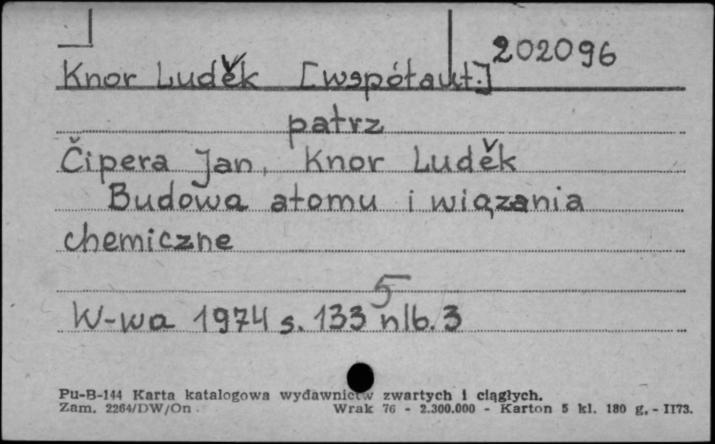 202096
Knor Luděk [współaut.]
patrz
Čipera Jan, Knor Luděk
Budowa atomu i wiązania
chemiczne
W-wa 1974 s. 133 5 nlb. 3
Pu-B-144 Karta katalogowa wydawnictw zwartych i ciągłych.
Zam. 2264/DW/On. Wrak 76 - 2.300.000 - Karton 5 kl. 180 g. - II73.